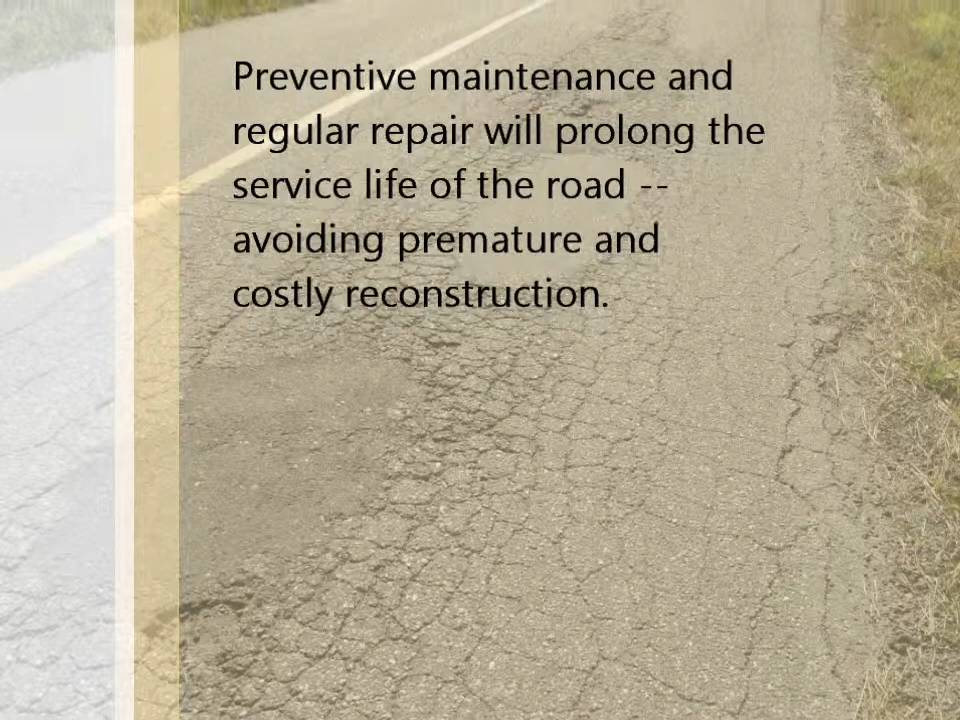 Preventive maintenance and
regular repair will prolong the
service life of the road --
avoiding premature and
costly reconstruction.